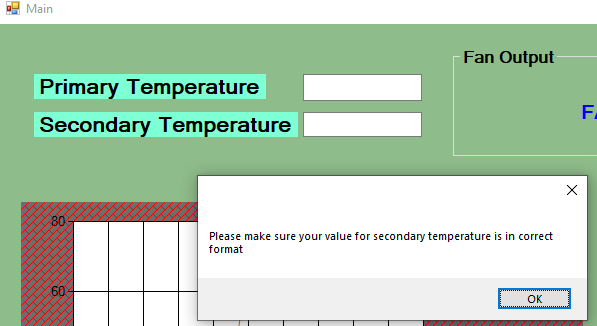 Main
Fan Output
Primary Temperature
Secondary Temperature
Please make sure your value for secondary temperature is in correct
format
80
60
OK